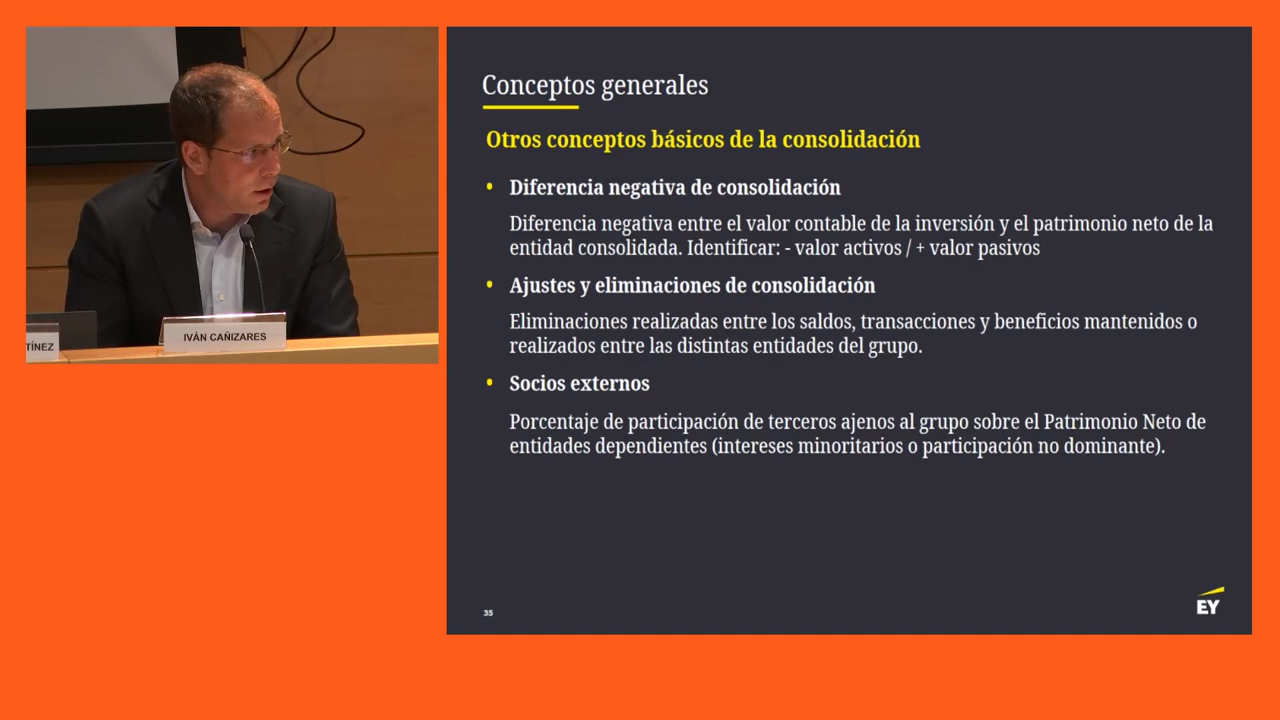 TÍNEZ
IVÁN CAÑIZARES
Conceptos generales
Otros conceptos básicos de la consolidación
• Diferencia negativa de consolidación
Diferencia negativa entre el valor contable de la inversión y el patrimonio neto de la
entidad consolidada. Identificar: - valor activos / + valor pasivos
• Ajustes y eliminaciones de consolidación
Eliminaciones realizadas entre los saldos, transacciones y beneficios mantenidos o
realizados entre las distintas entidades del grupo.
• Socios externos
Porcentaje de participación de terceros ajenos al grupo sobre el Patrimonio Neto de
entidades dependientes (intereses minoritarios o participación no dominante).
35
EY